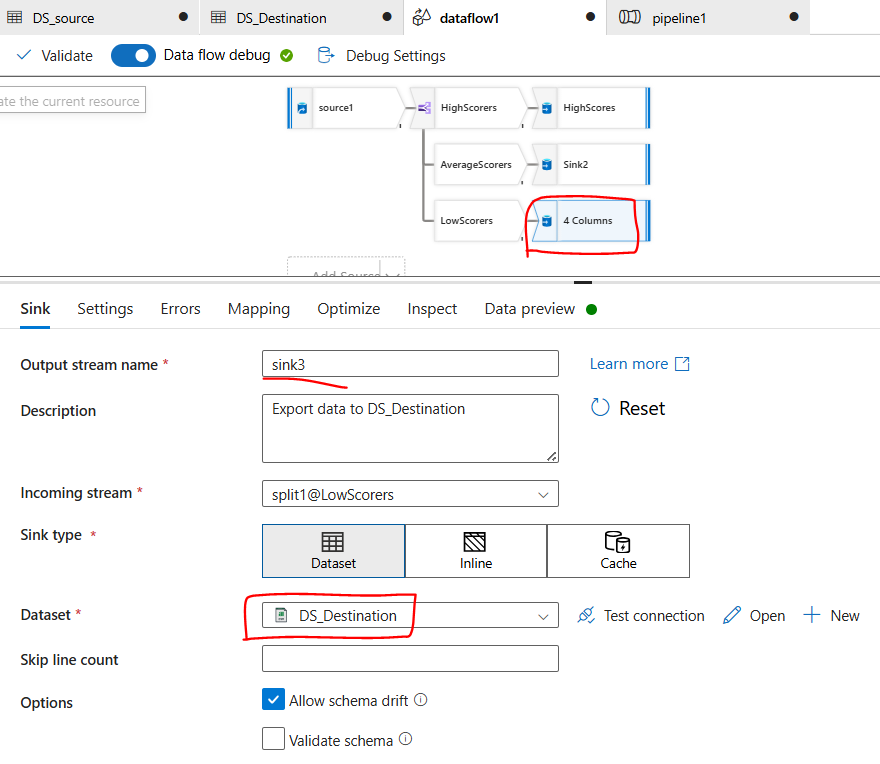 DS_source
DS_Destination
dataflow1
pipeline1
Validate
Data flow debug
Debug Settings
ate the current resource
source1
HighScorers
HighScores
AverageScorers
Sink2
LowScorers
4 Columns
Add Source
Sink
Settings
Errors
Mapping
Optimize
Inspect
Data preview
Output stream name *
sink3
Learn more
Description
Export data to DS_Destination
Reset
Incoming stream *
split1@LowScorers
Sink type *
Dataset
Inline
Cache
Dataset *
DS_Destination
Test connection
Open
New
Skip line count
Options
Allow schema drift
Validate schema